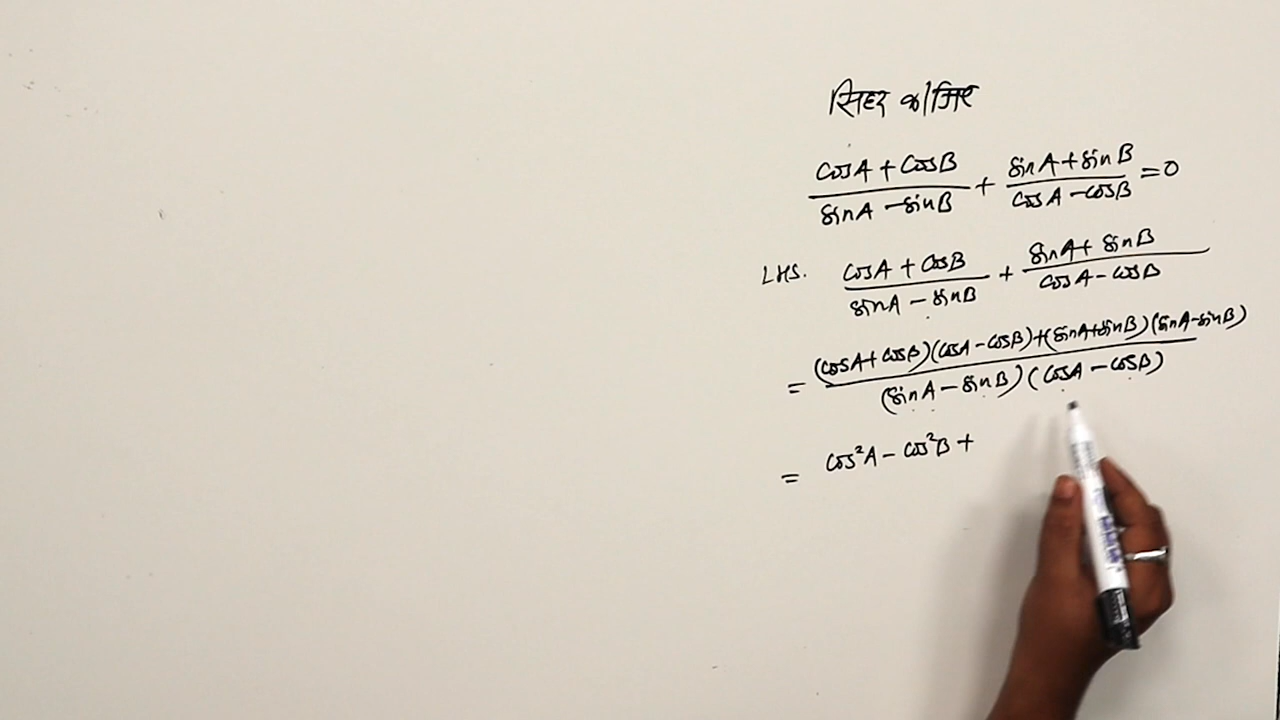 सिद्ध कीजिए
(cosA + cosB)/(sinA - sinB) + (sinA + sinB)/(cosA - cosB) = 0
LHS. (cosA + cosB)/(sinA - sinB) + (sinA + sinB)/(cosA - cosB)
= ((cosA + cosB)(cosA - cosB) + (sinA + sinB)(sinA - sinB))/((sinA - sinB)(cosA - cosB))
= cos²A - cos²B +